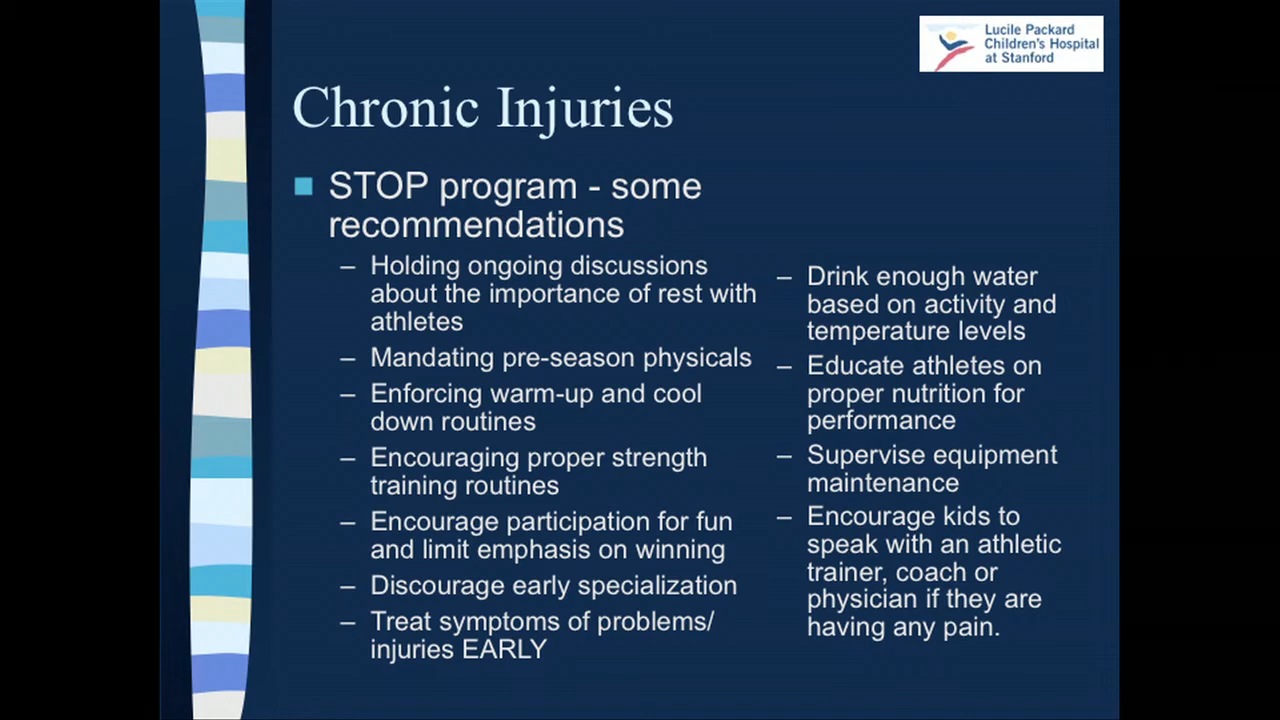 Lucile Packard
Children's Hospital
at Stanford
Chronic Injuries
STOP program - some
recommendations
– Holding ongoing discussions
about the importance of rest with
athletes
– Mandating pre-season physicals
– Enforcing warm-up and cool
down routines
– Encouraging proper strength
training routines
– Encourage participation for fun
and limit emphasis on winning
– Discourage early specialization
– Treat symptoms of problems/
injuries EARLY
– Drink enough water
based on activity and
temperature levels
– Educate athletes on
proper nutrition for
performance
– Supervise equipment
maintenance
– Encourage kids to
speak with an athletic
trainer, coach or
physician if they are
having any pain.